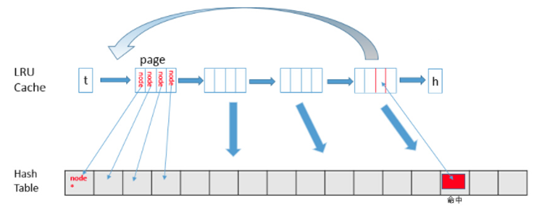 page
LRU
Cache
t
node
node
node
node
h
Hash
Table
node
*
命中